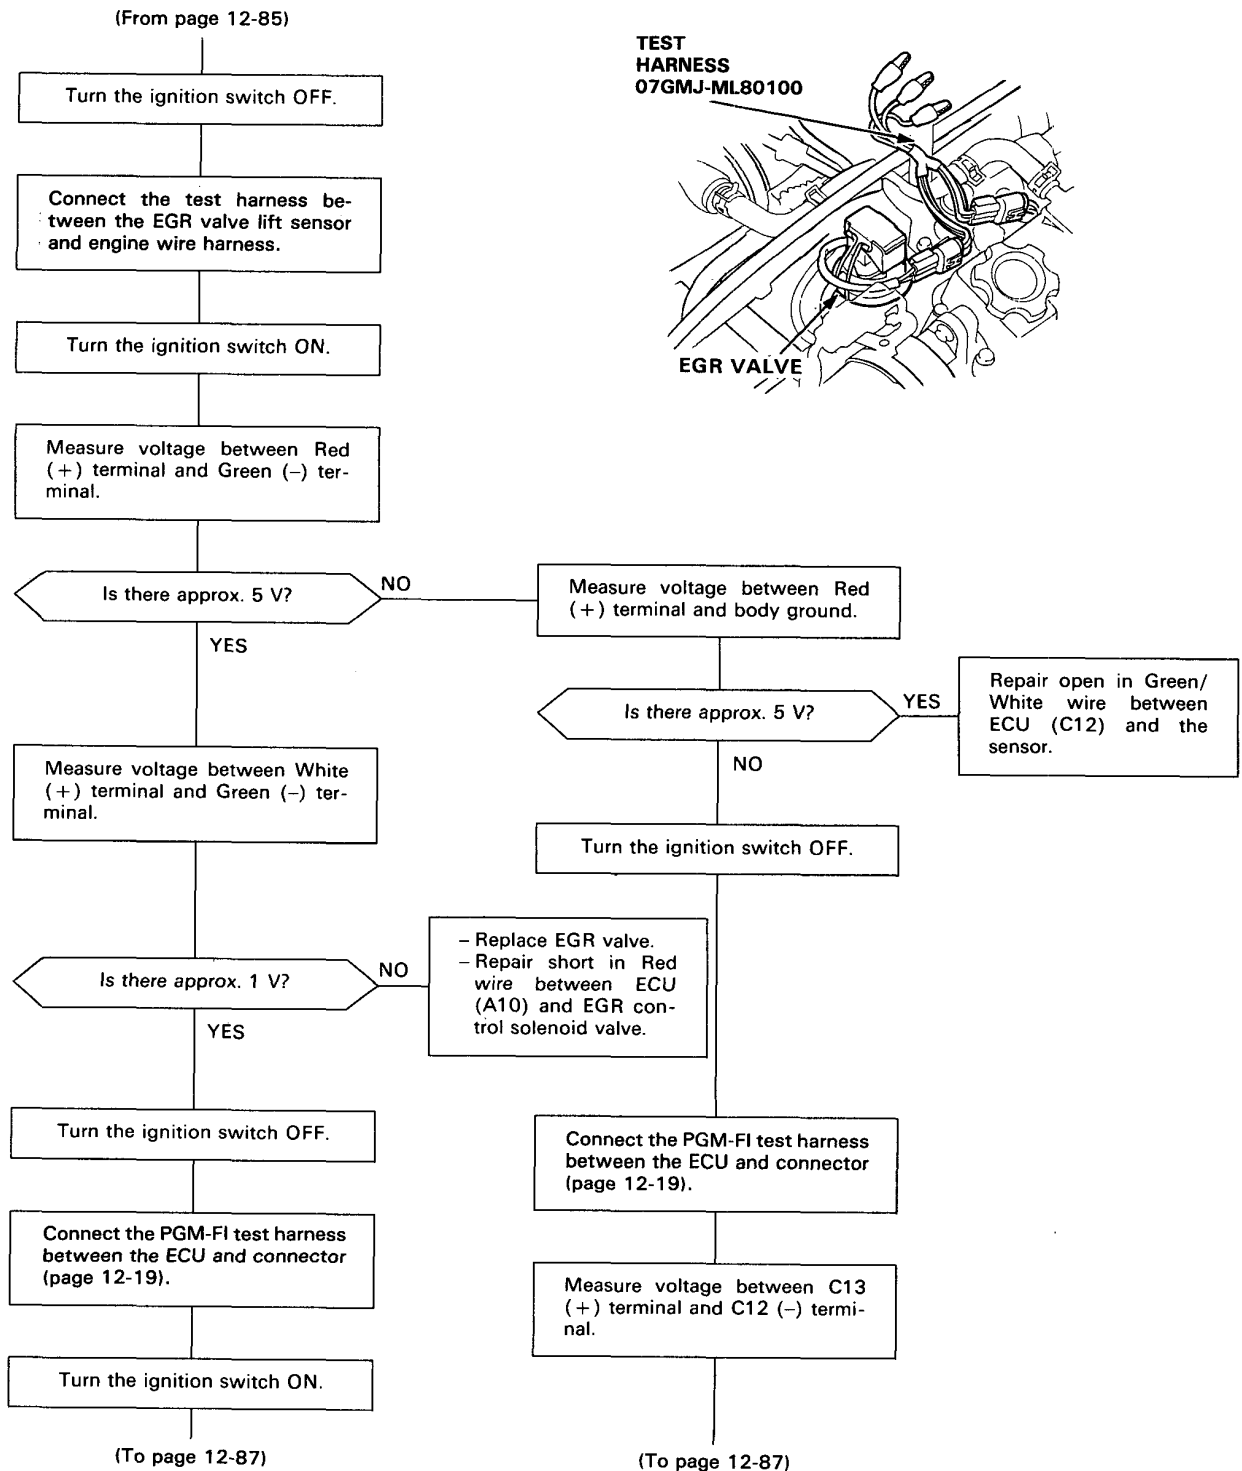 (From page 12-85)
Turn the ignition switch OFF.
Connect the test harness be-
tween the EGR valve lift sensor
and engine wire harness.
Turn the ignition switch ON.
Measure voltage between Red
(+) terminal and Green (–) ter-
minal.
Is there approx. 5 V?
NO
YES
Measure voltage between White
(+) terminal and Green (–) ter-
minal.
Is there approx. 1 V?
NO
YES
– Replace EGR valve.
– Repair short in Red
wire between ECU
(A10) and EGR con-
trol solenoid valve.
Turn the ignition switch OFF.
Connect the PGM-FI test harness
between the ECU and connector
(page 12-19).
Turn the ignition switch ON.
(To page 12-87)
TEST
HARNESS
07GMJ-ML80100
EGR VALVE
Measure voltage between Red
(+) terminal and body ground.
Is there approx. 5 V?
YES
NO
Repair open in Green/
White wire between
ECU (C12) and the
sensor.
Turn the ignition switch OFF.
Connect the PGM-FI test harness
between the ECU and connector
(page 12-19).
Measure voltage between C13
(+) terminal and C12 (–) termi-
nal.
(To page 12-87)